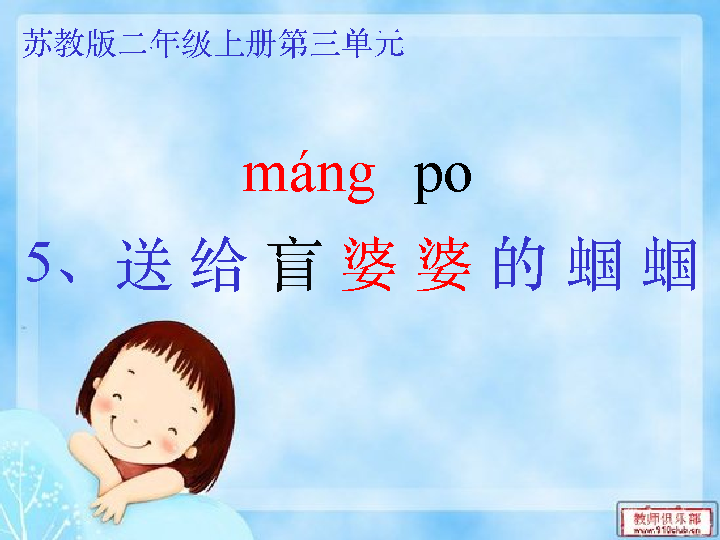 苏教版二年级上册第三单元
máng po
5、送给盲婆婆的蝈蝈
教师俱乐部
www.910club.cn